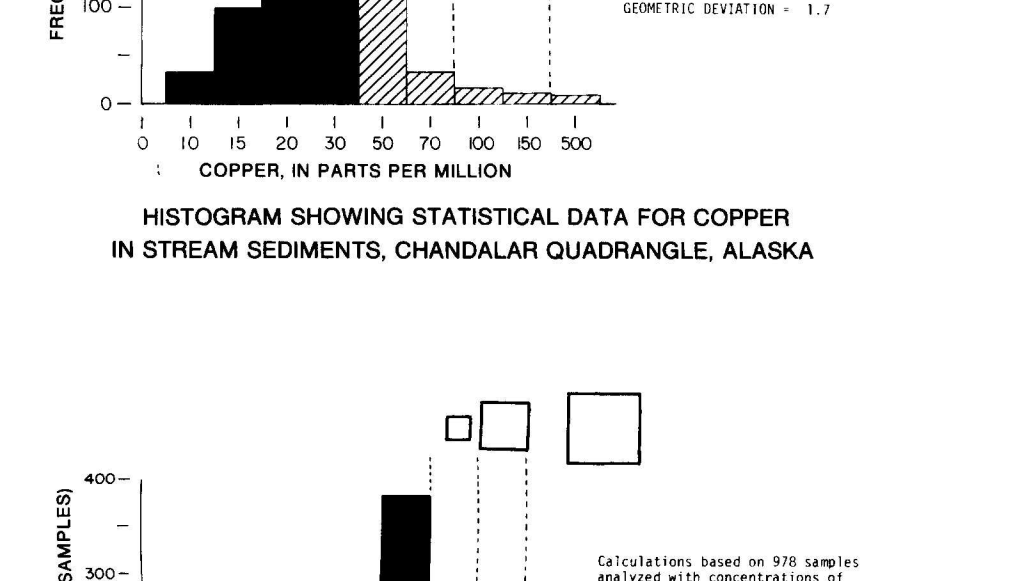 100
GEOMETRIC DEVIATION = 1.7
0
0 10 15 20 30 50 70 100 150 500
COPPER, IN PARTS PER MILLION
HISTOGRAM SHOWING STATISTICAL DATA FOR COPPER
IN STREAM SEDIMENTS, CHANDALAR QUADRANGLE, ALASKA
400
SAMPLES)
300
Calculations based on 978 samples
analyzed with concentrations of